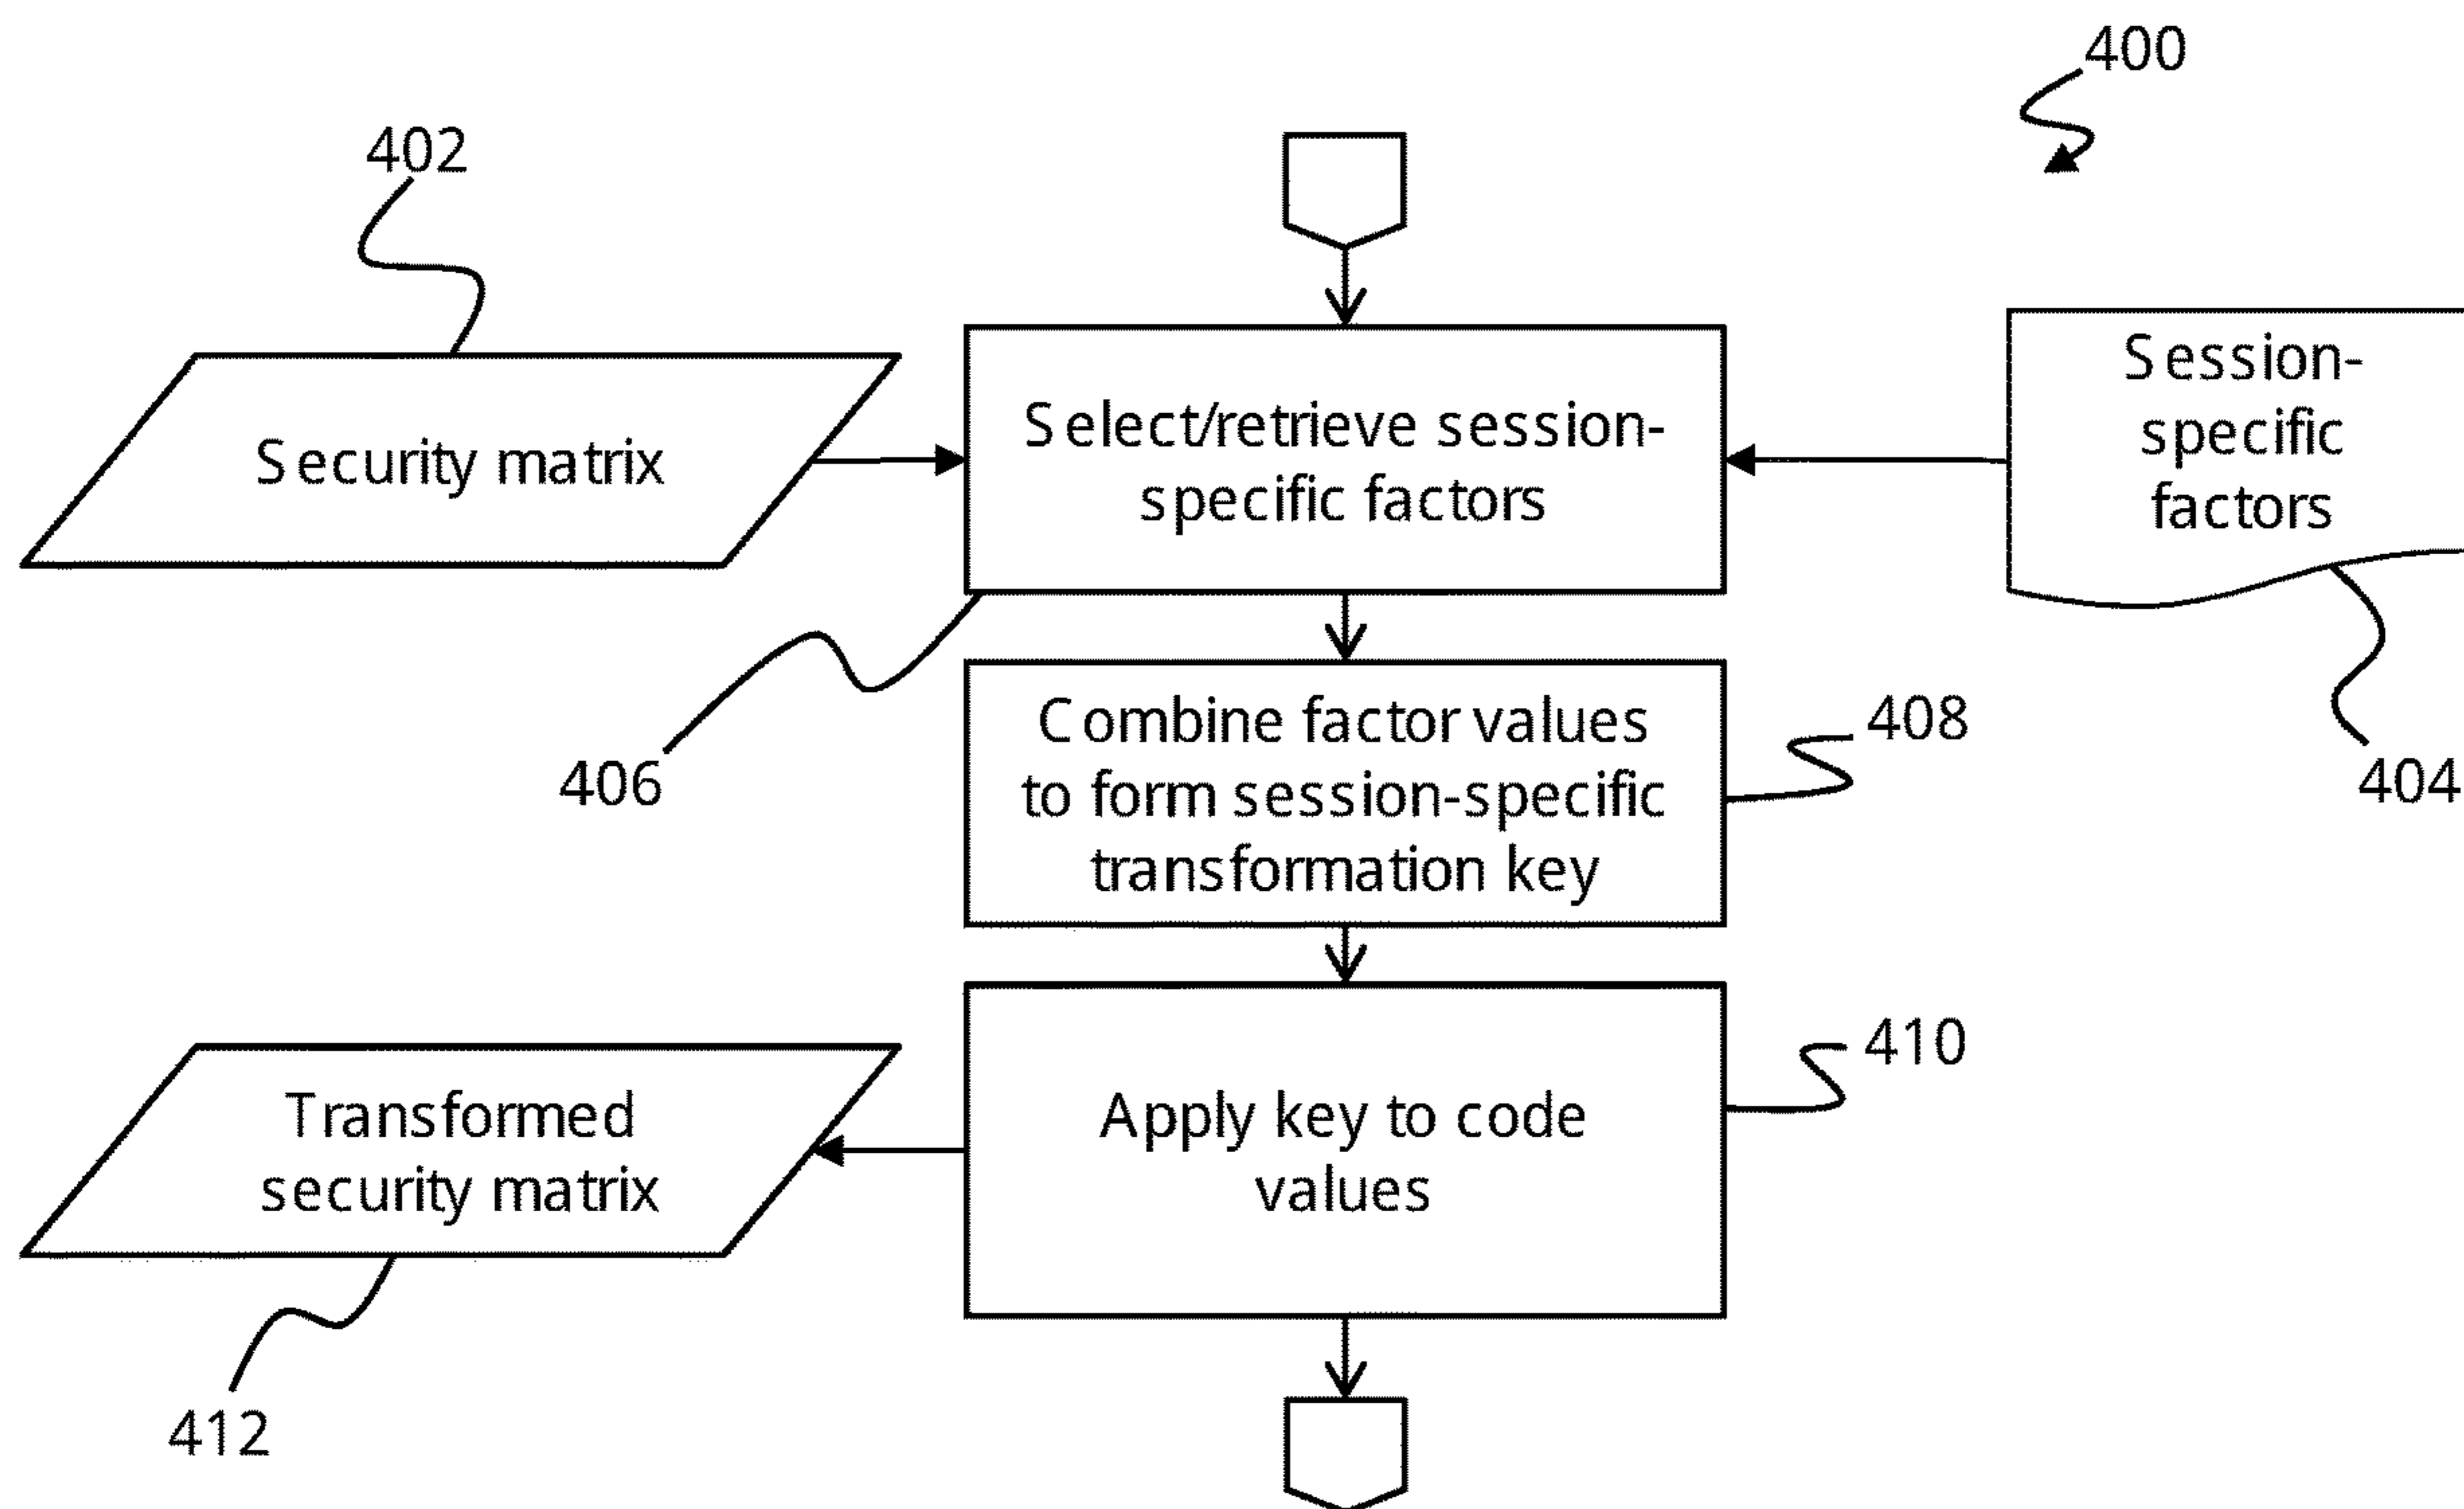 400
402
Security matrix
Select/retrieve session-
specific factors
Session-
specific
factors
406
Combine factor values
to form session-specific
transformation key
408
404
Transformed
security matrix
Apply key to code
values
410
412